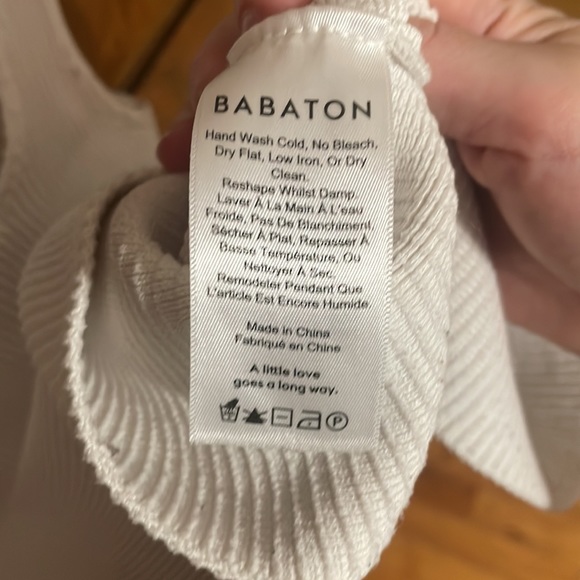 BABATON
Hand Wash Cold, No Bleach,
Dry Flat, Low Iron, Or Dry
Clean.
Reshape Whilst Damp.
Laver À La Main À L'eau
Froide, Pas De Blanchiment,
Sécher À Plat, Repasser À
Basse Température, Ou
Nettoyer À Sec.
Remodeler Pendant Que
L'article Est Encore Humide.
Made in China
Fabriqué en Chine
A little love
goes a long way.
P